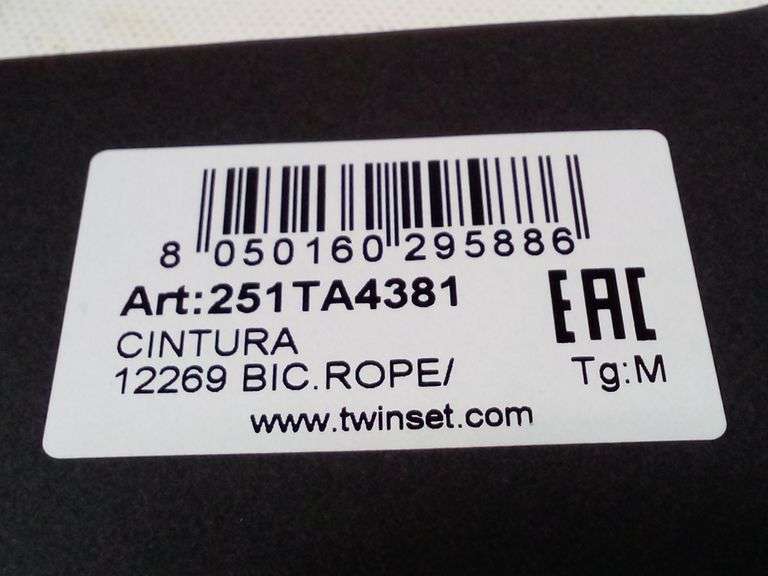 8 050160 295886
Art:251TA4381
EAC
CINTURA
12269 BIC.ROPE/
Tg:M
www.twinset.com